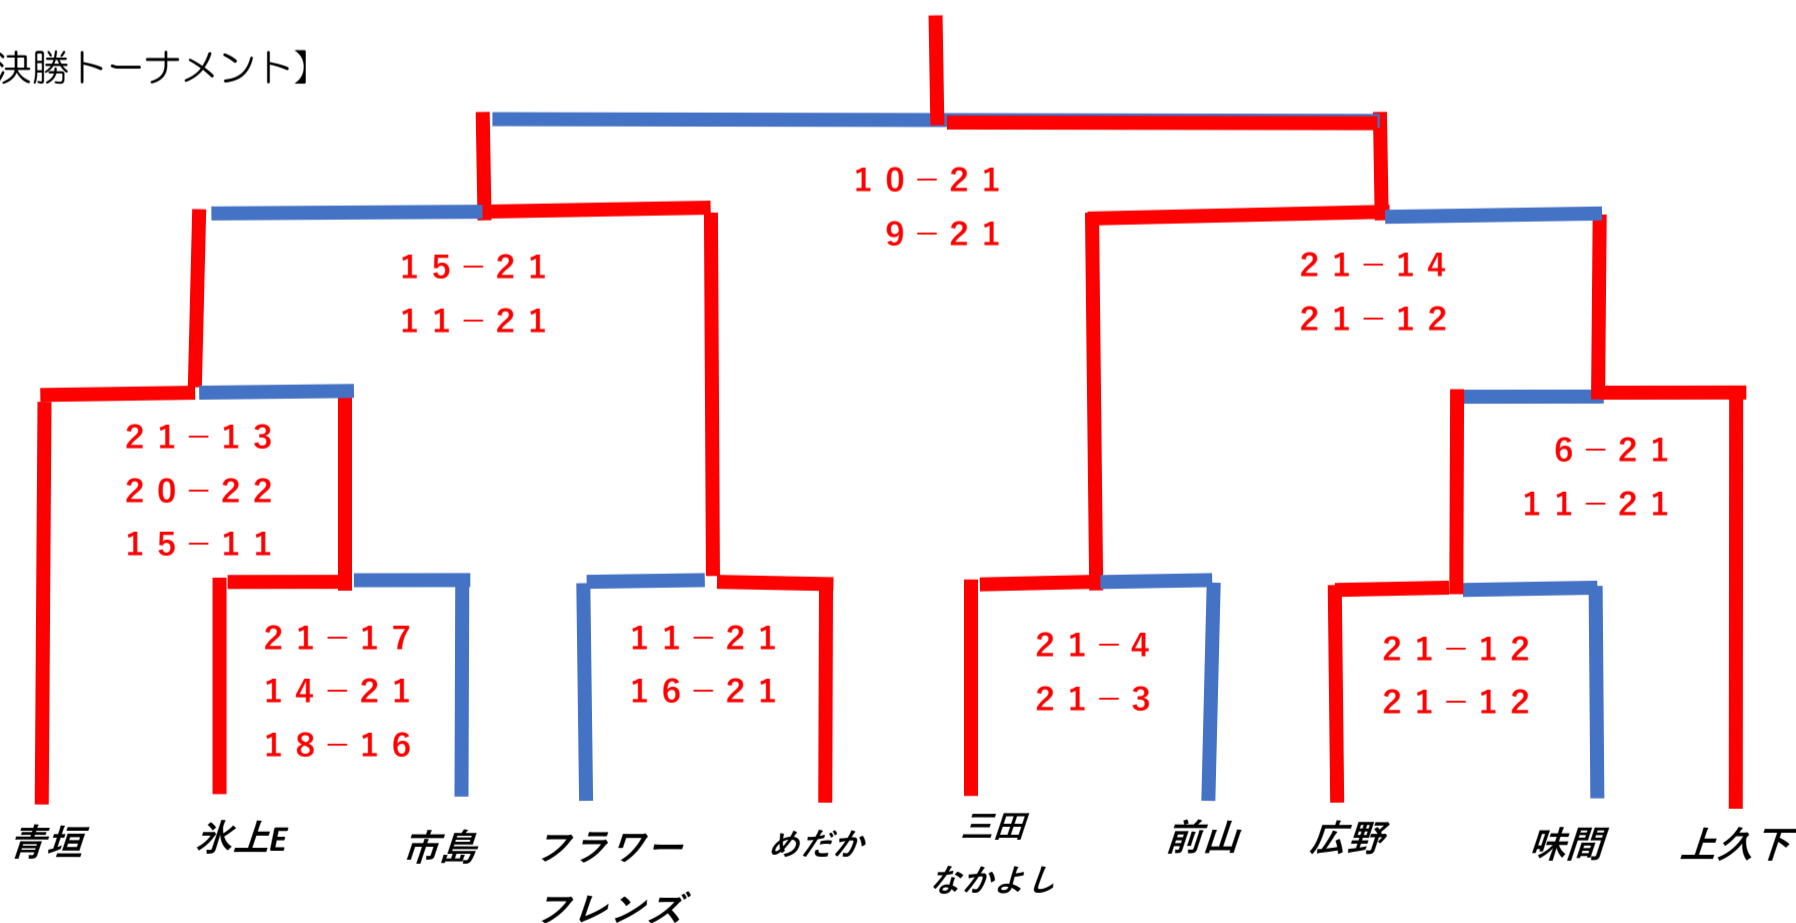 決勝トーナメント】
10－21
9－21
15－21
11－21
21－14
21－12
21－13
20－22
15－11
6－21
11－21
21－17
14－21
18－16
11－21
16－21
21－4
21－3
21－12
21－12
青垣
氷上E
市島
フラワー
フレンズ
めだか
三田
なかよし
前山
広野
味間
上久下